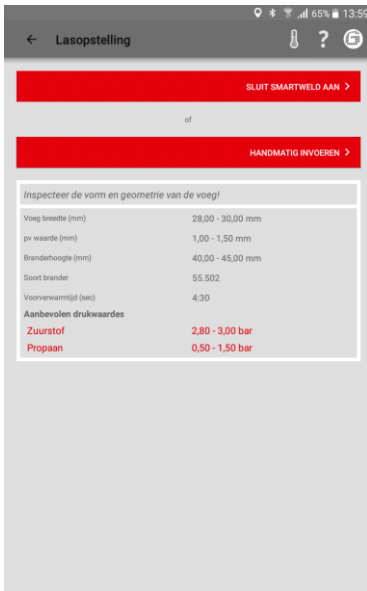 65% 13:59
Lasopstelling ?
SLUIT SMARTWELD AAN >
of
HANDMATIG INVOEREN >
Inspecteer de vorm en geometrie van de voeg!
Voeg breedte (mm) 28,00 - 30,00 mm
pv waarde (mm) 1,00 - 1,50 mm
Branderhoogte (mm) 40,00 - 45,00 mm
Soort brander 55.502
Voorverwarmtijd (sec) 4:30
Aanbevolen drukwaardes
Zuurstof 2,80 - 3,00 bar
Propaan 0,50 - 1,50 bar